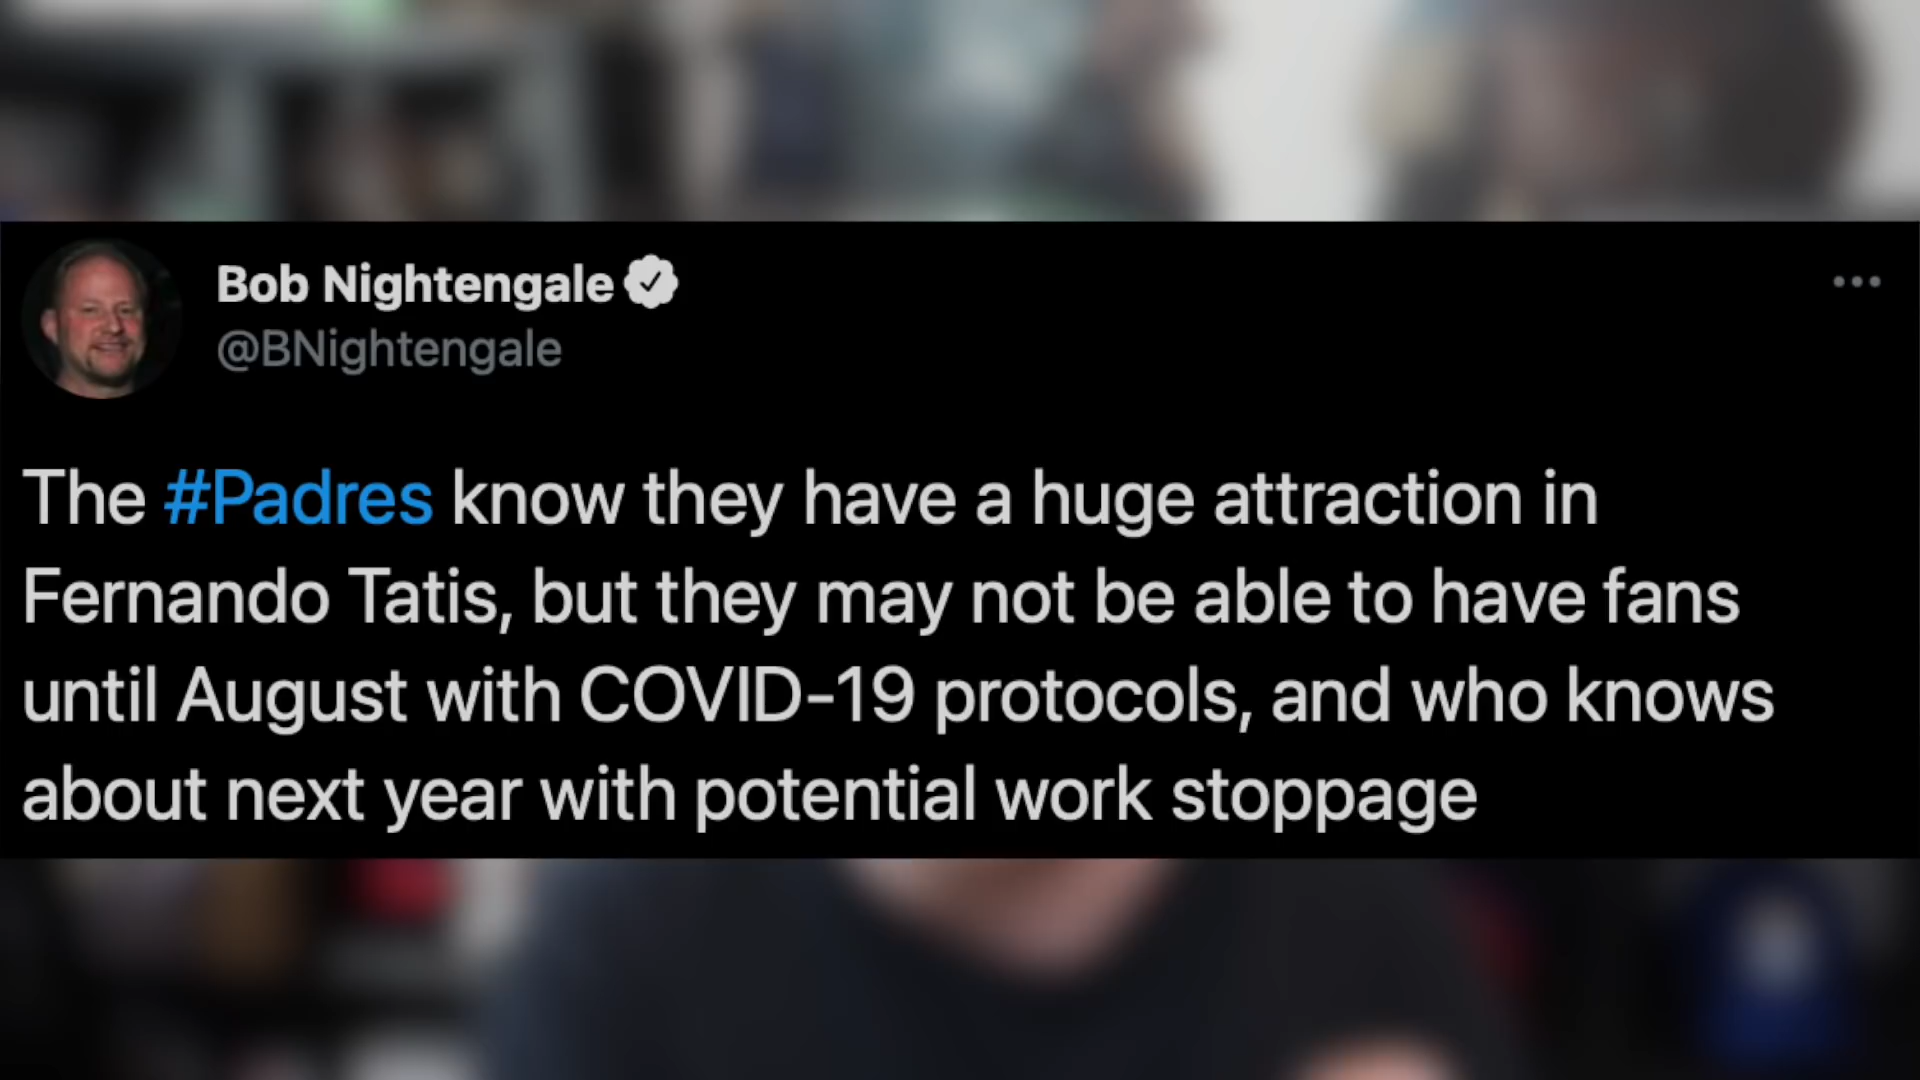 Bob Nightengale
@BNightengale
The #Padres know they have a huge attraction in
Fernando Tatis, but they may not be able to have fans
until August with COVID-19 protocols, and who knows
about next year with potential work stoppage